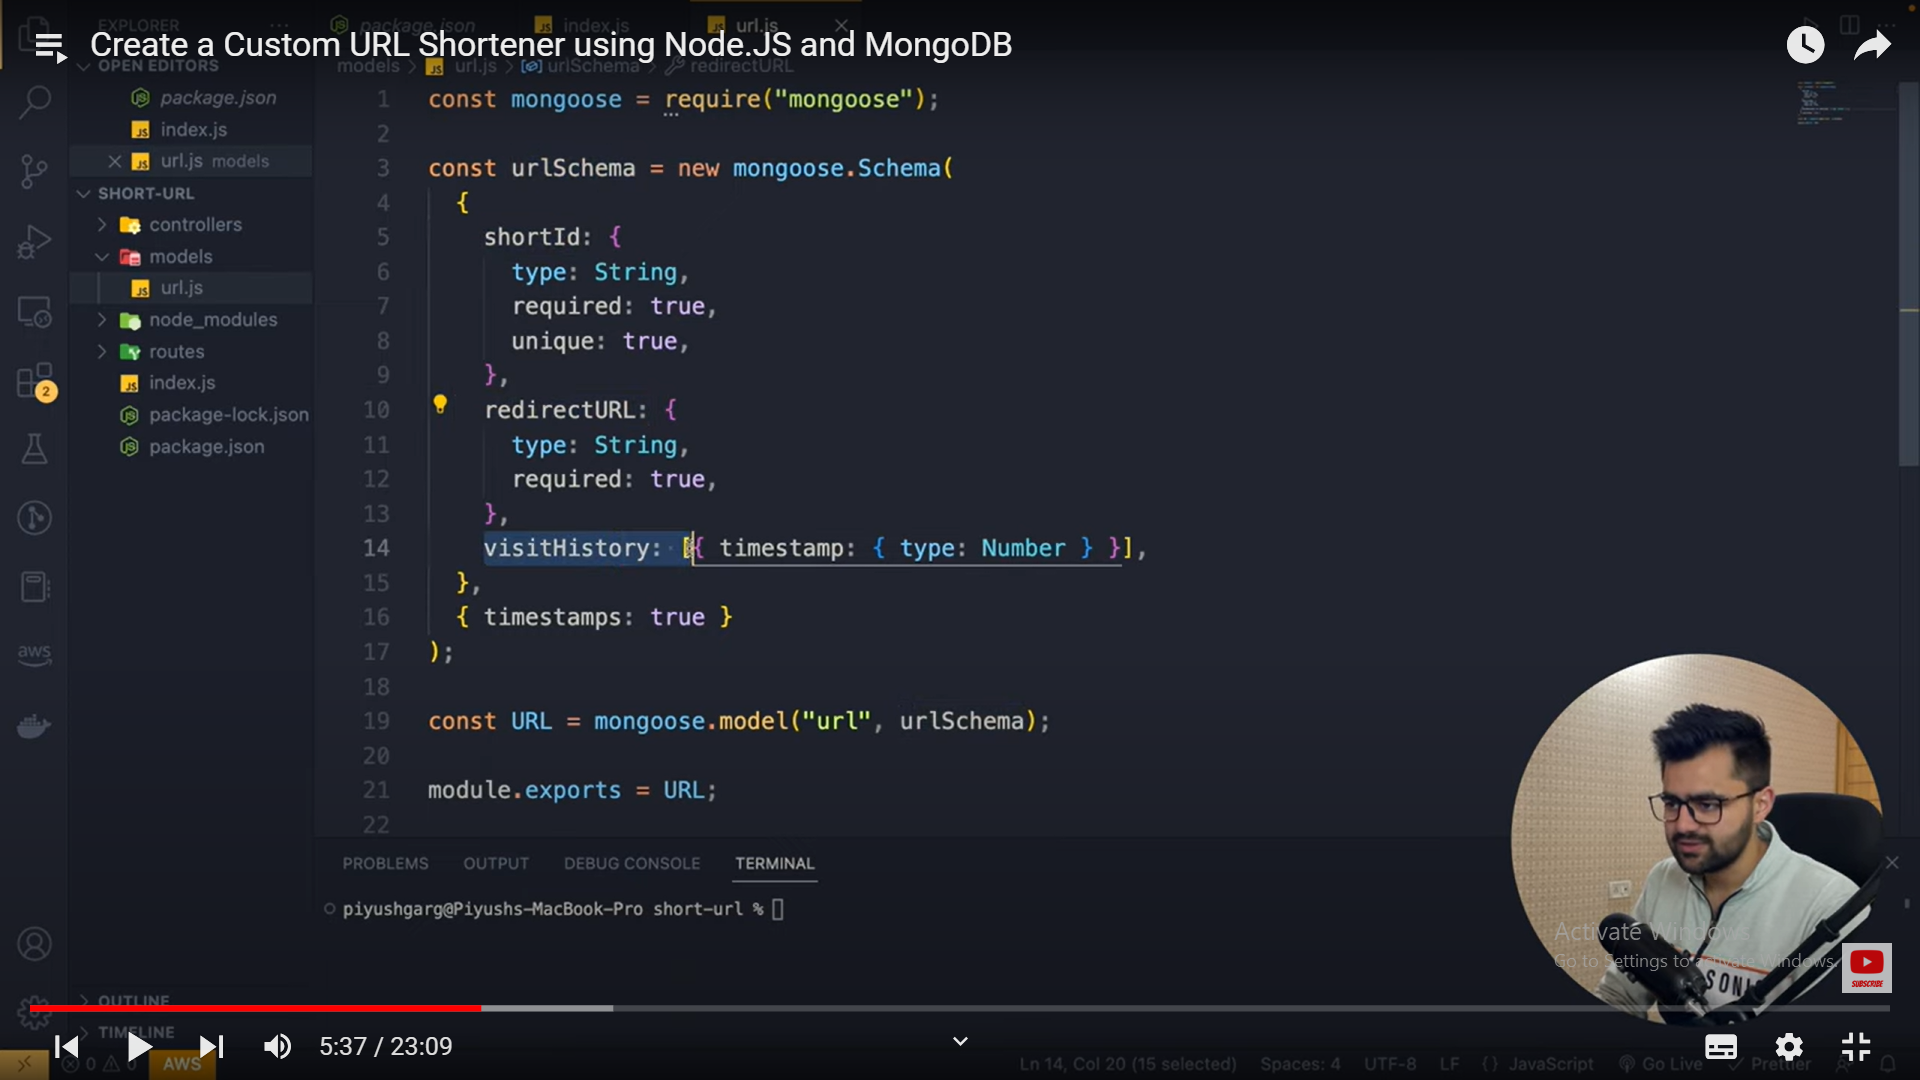 EXPLORER
package.json
index.js
url.js
Create a Custom URL Shortener using Node.JS and MongoDB
OPEN EDITORS
models > url.js > urlSchema > redirectURL
package.json
index.js
url.js models
SHORT-URL
controllers
models
url.js
node_modules
routes
index.js
package-lock.json
package.json
2
aws
1 const mongoose = require("mongoose");
2
3 const urlSchema = new mongoose.Schema(
4 {
5 shortId: {
6 type: String,
7 required: true,
8 unique: true,
9 },
10 redirectURL: {
11 type: String,
12 required: true,
13 },
14 visitHistory: [{ timestamp: { type: Number } }],
15 },
16 { timestamps: true }
17 );
18
19 const URL = mongoose.model("url", urlSchema);
20
21 module.exports = URL;
22
PROBLEMS OUTPUT DEBUG CONSOLE TERMINAL
piyushgarg@Piyushs-MacBook-Pro short-url %
Activate Windows
Go to Settings to activate Windows.
SUBSCRIBE
OUTLINE
TIMELINE
5:37 / 23:09
0 0 AWS
Ln 14, Col 20 (15 selected) Spaces: 4 UTF-8 LF {} JavaScript Go Live Prettier